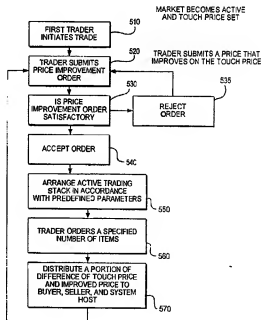 MARKET BECOMES ACTIVE
AND TOUCH PRICE SET
510
FIRST TRADER
INITIATES TRADE
520
TRADER SUBMITS
PRICE IMPROVEMENT
ORDER
TRADER SUBMITS A PRICE THAT
IMPROVES ON THE TOUCH PRICE
535
530
IS PRICE
IMPROVEMENT ORDER
SATISFACTORY
REJECT
ORDER
ACCEPT ORDER
540
ARRANGE ACTIVE TRADING
STACK IN ACCORDANCE
WITH PREDEFINED PARAMETERS
550
TRADER ORDERS A SPECIFIED
NUMBER OF ITEMS
560
DISTRIBUTE A PORTION OF
DIFFERENCE OF TOUCH PRICE
AND IMPROVED PRICE TO
BUYER, SELLER, AND SYSTEM
HOST
570